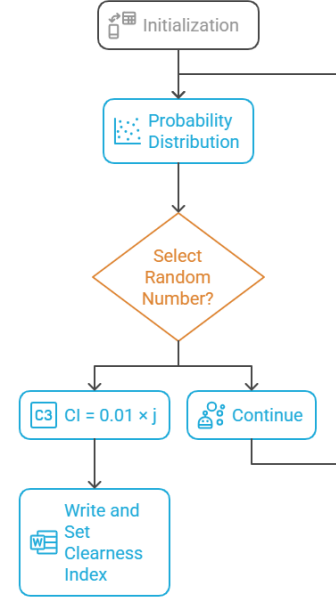 Initialization
Probability
Distribution
Select
Random
Number?
C3 CI = 0.01 × j
Continue
W
Write and
Set
Clearness
Index